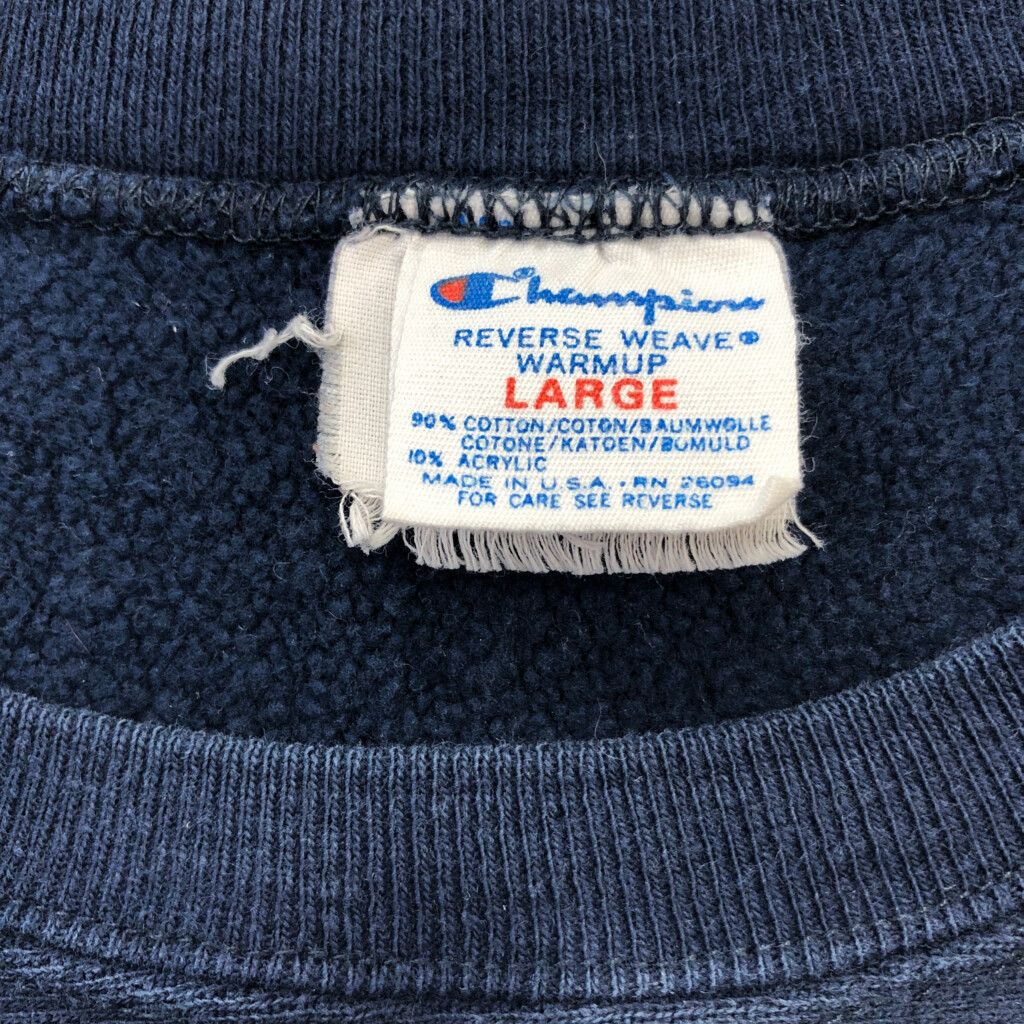 Champion
REVERSE WEAVE®
WARMUP
LARGE
90% COTTON/COTON/BAUMWOLLE
COTONE/KATOEN/BOMULD
10% ACRYLIC
MADE IN U.S.A. · RN 26094
FOR CARE SEE REVERSE